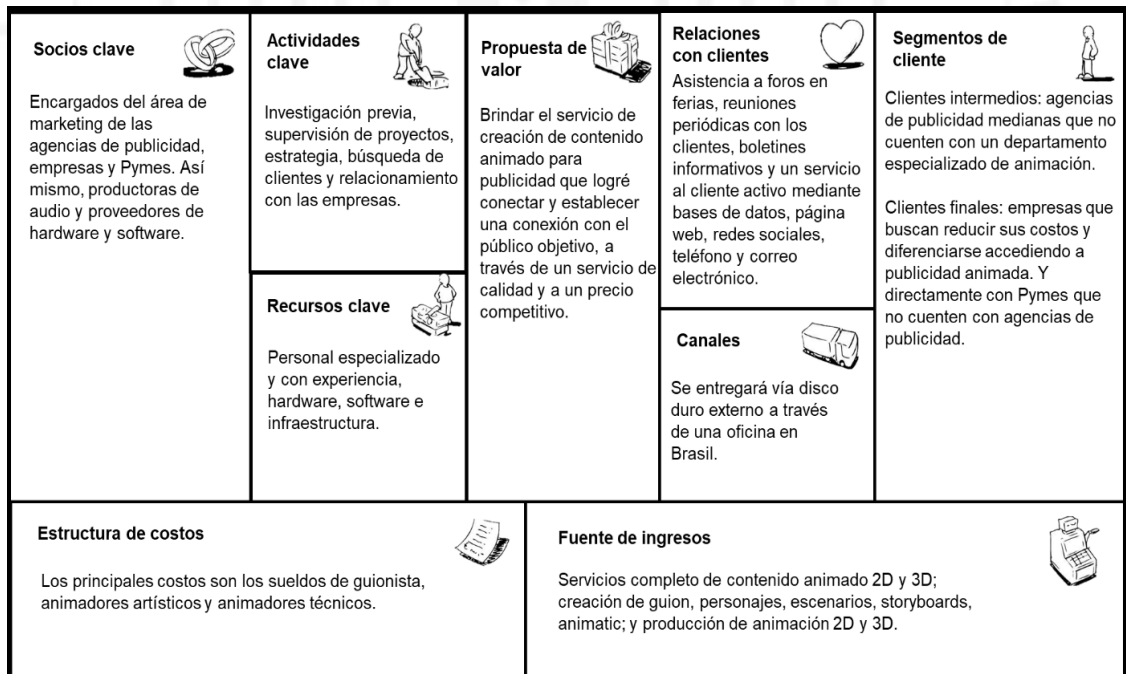 Socios clave
Encargados del área de
marketing de las
agencias de publicidad,
empresas y Pymes. Así
mismo, productoras de
audio y proveedores de
hardware y software.
Actividades
clave
Investigación previa,
supervisión de proyectos,
estrategia, búsqueda de
clientes y relacionamiento
con las empresas.
Recursos clave
Personal especializado
y con experiencia,
hardware, software e
infraestructura.
Propuesta de
valor
Brindar el servicio de
creación de contenido
animado para
publicidad que logré
conectar y establecer
una conexión con el
público objetivo, a
través de un servicio de
calidad y a un precio
competitivo.
Relaciones
con clientes
Asistencia a foros en
ferias, reuniones
periódicas con los
clientes, boletines
informativos y un servicio
al cliente activo mediante
bases de datos, página
web, redes sociales,
teléfono y correo
electrónico.
Canales
Se entregará vía disco
duro externo a través
de una oficina en
Brasil.
Segmentos de
cliente
Clientes intermedios: agencias
de publicidad medianas que no
cuenten con un departamento
especializado de animación.
Clientes finales: empresas que
buscan reducir sus costos y
diferenciarse accediendo a
publicidad animada. Y
directamente con Pymes que
no cuenten con agencias de
publicidad.
Estructura de costos
Los principales costos son los sueldos de guionista,
animadores artísticos y animadores técnicos.
Fuente de ingresos
Servicios completo de contenido animado 2D y 3D;
creación de guion, personajes, escenarios, storyboards,
animatic; y producción de animación 2D y 3D.